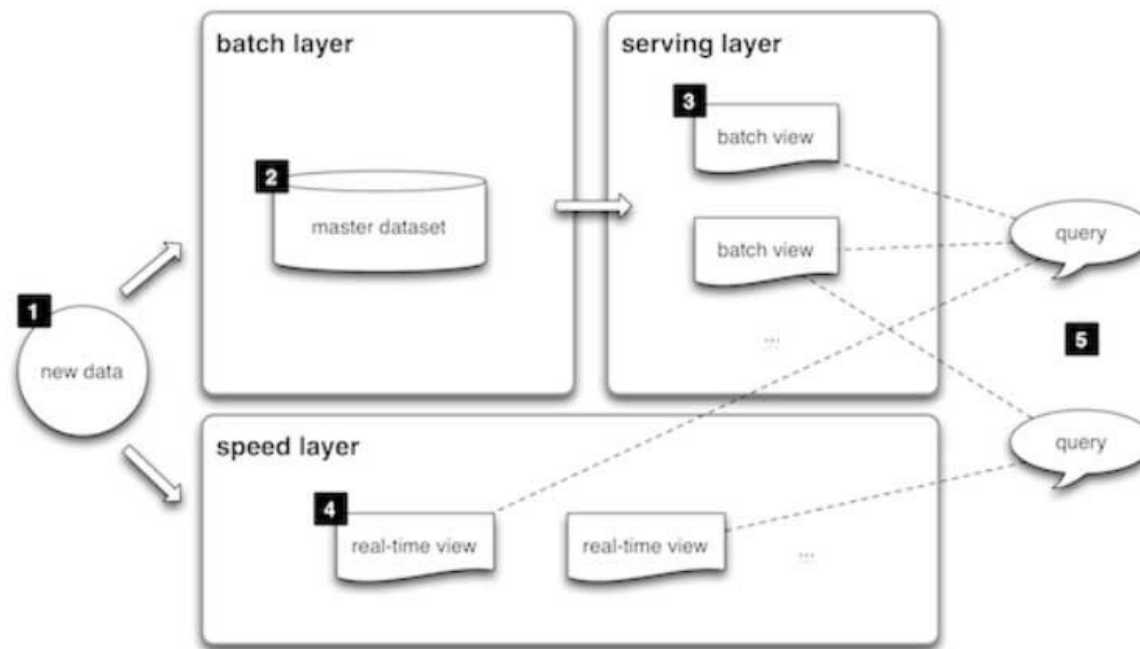 batch layer
serving layer
3
batch view
2
master dataset
batch view
query
1
new data
...
5
speed layer
query
4
real-time view
real-time view
...